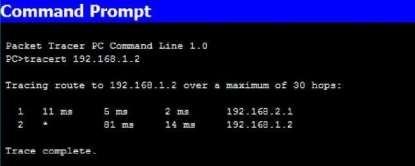 Command Prompt
Packet Tracer PC Command Line 1.0
PC>tracert 192.168.1.2
Tracing route to 192.168.1.2 over a maximum of 30 hops:
1 11 ms 5 ms 2 ms 192.168.2.1
2 * 81 ms 14 ms 192.168.1.2
Trace complete.